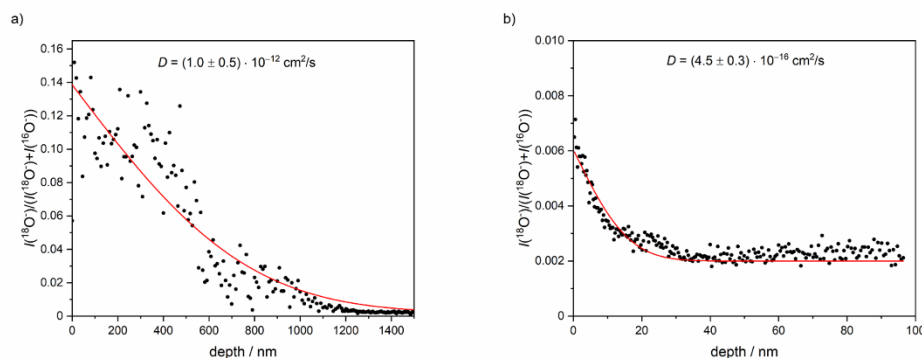 a)
D = (1.0 ± 0.5) · 10⁻¹² cm²/s
I(¹⁸O⁻)/(I(¹⁸O⁻)+I(¹⁶O⁻))
0.16
0.14
0.12
0.10
0.08
0.06
0.04
0.02
0
0 200 400 600 800 1000 1200 1400
depth / nm
b)
D = (4.5 ± 0.3) · 10⁻¹⁶ cm²/s
I(¹⁸O⁻)/(I(¹⁸O⁻)+I(¹⁶O⁻))
0.010
0.008
0.006
0.004
0.002
0
0 20 40 60 80 100
depth / nm